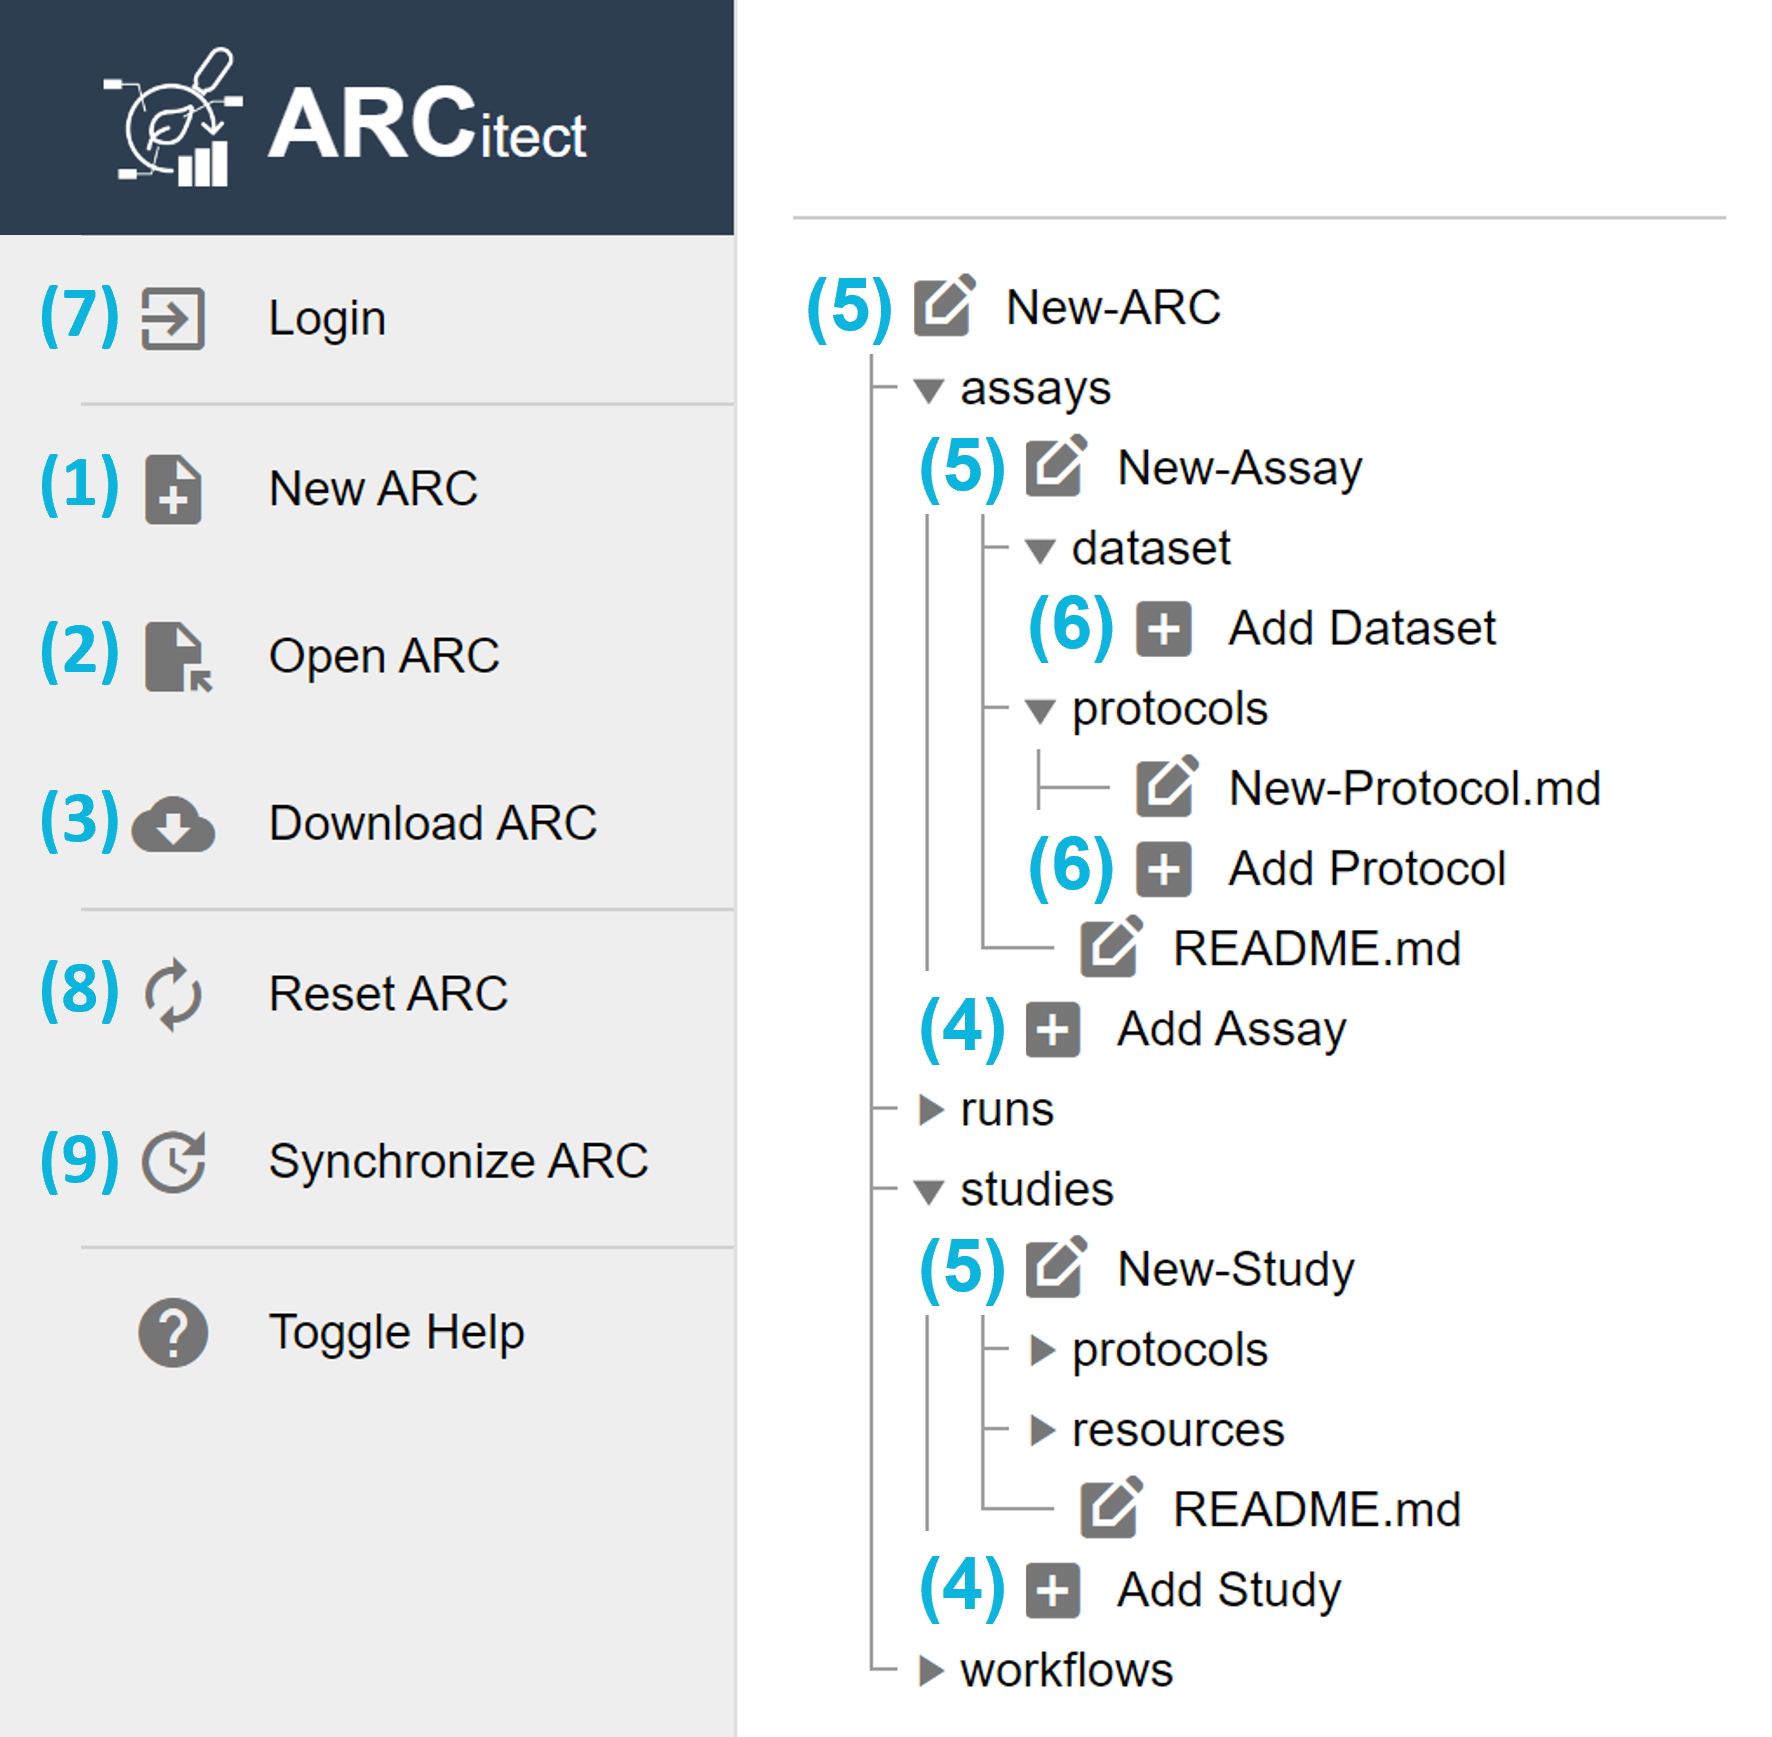 ARCitect
(7) Login
(1) New ARC
(2) Open ARC
(3) Download ARC
(8) Reset ARC
(9) Synchronize ARC
Toggle Help
(5) New-ARC
assays
(5) New-Assay
dataset
(6) Add Dataset
protocols
New-Protocol.md
(6) Add Protocol
README.md
(4) Add Assay
runs
studies
(5) New-Study
protocols
resources
README.md
(4) Add Study
workflows